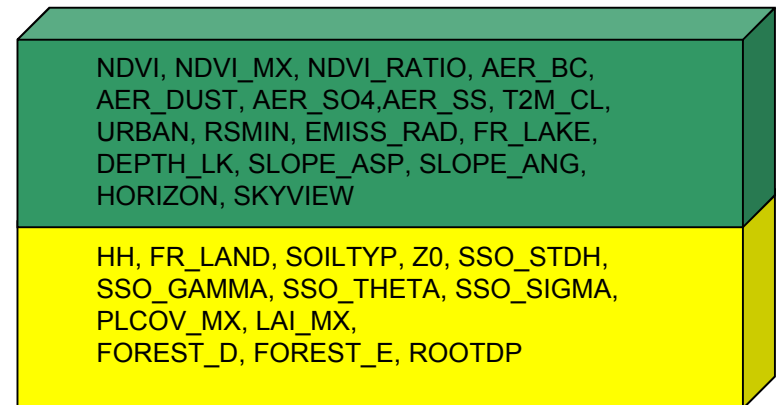 NDVI, NDVI_MX, NDVI_RATIO, AER_BC,
AER_DUST, AER_SO4,AER_SS, T2M_CL,
URBAN, RSMIN, EMISS_RAD, FR_LAKE,
DEPTH_LK, SLOPE_ASP, SLOPE_ANG,
HORIZON, SKYVIEW
HH, FR_LAND, SOILTYP, Z0, SSO_STDH,
SSO_GAMMA, SSO_THETA, SSO_SIGMA,
PLCOV_MX, LAI_MX,
FOREST_D, FOREST_E, ROOTDP